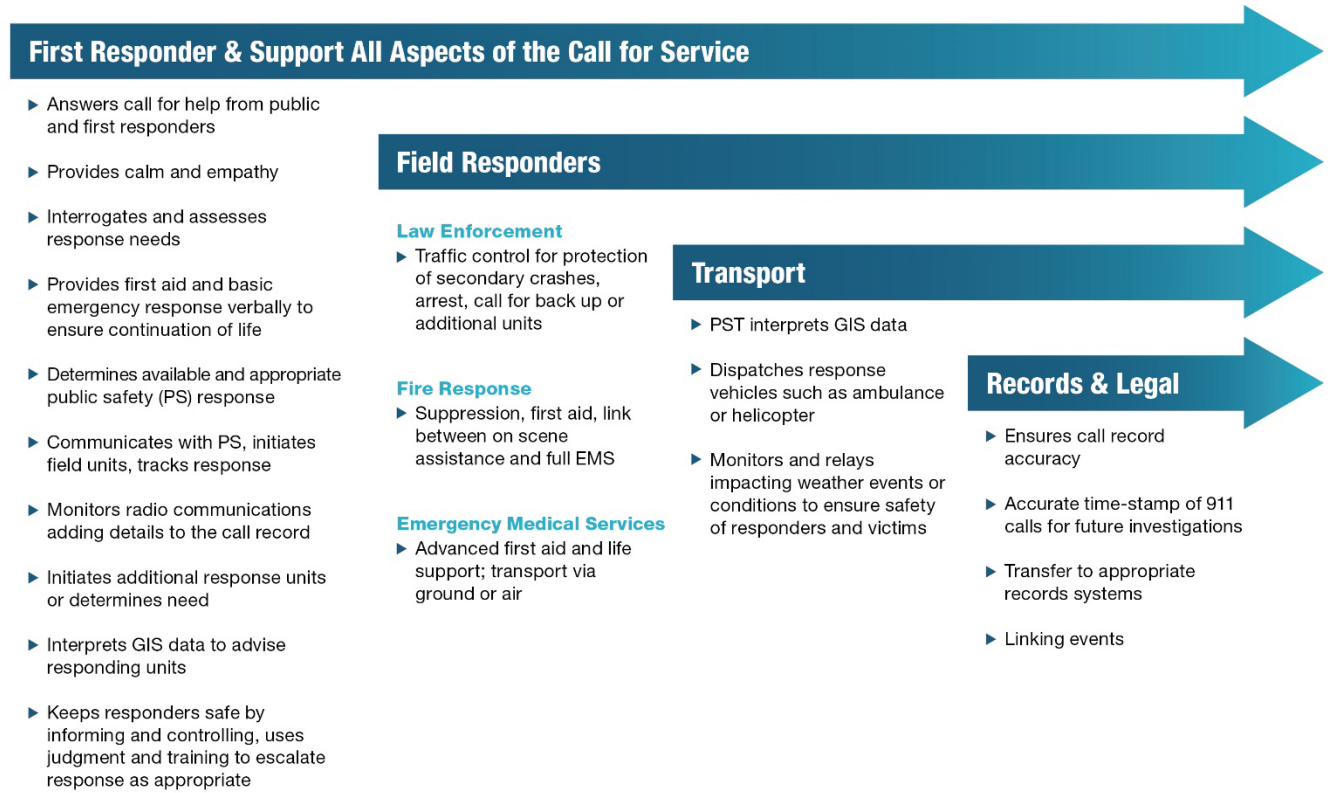 First Responder & Support All Aspects of the Call for Service
Answers call for help from public
and first responders
Provides calm and empathy
Interrogates and assesses
response needs
Provides first aid and basic
emergency response verbally to
ensure continuation of life
Determines available and appropriate
public safety (PS) response
Communicates with PS, initiates
field units, tracks response
Monitors radio communications
adding details to the call record
Initiates additional response units
or determines need
Interprets GIS data to advise
responding units
Keeps responders safe by
informing and controlling, uses
judgment and training to escalate
response as appropriate
Field Responders
Law Enforcement
Traffic control for protection
of secondary crashes,
arrest, call for back up or
additional units
Fire Response
Suppression, first aid, link
between on scene
assistance and full EMS
Emergency Medical Services
Advanced first aid and life
support; transport via
ground or air
Transport
PST interprets GIS data
Dispatches response
vehicles such as ambulance
or helicopter
Monitors and relays
impacting weather events or
conditions to ensure safety
of responders and victims
Records & Legal
Ensures call record
accuracy
Accurate time-stamp of 911
calls for future investigations
Transfer to appropriate
records systems
Linking events